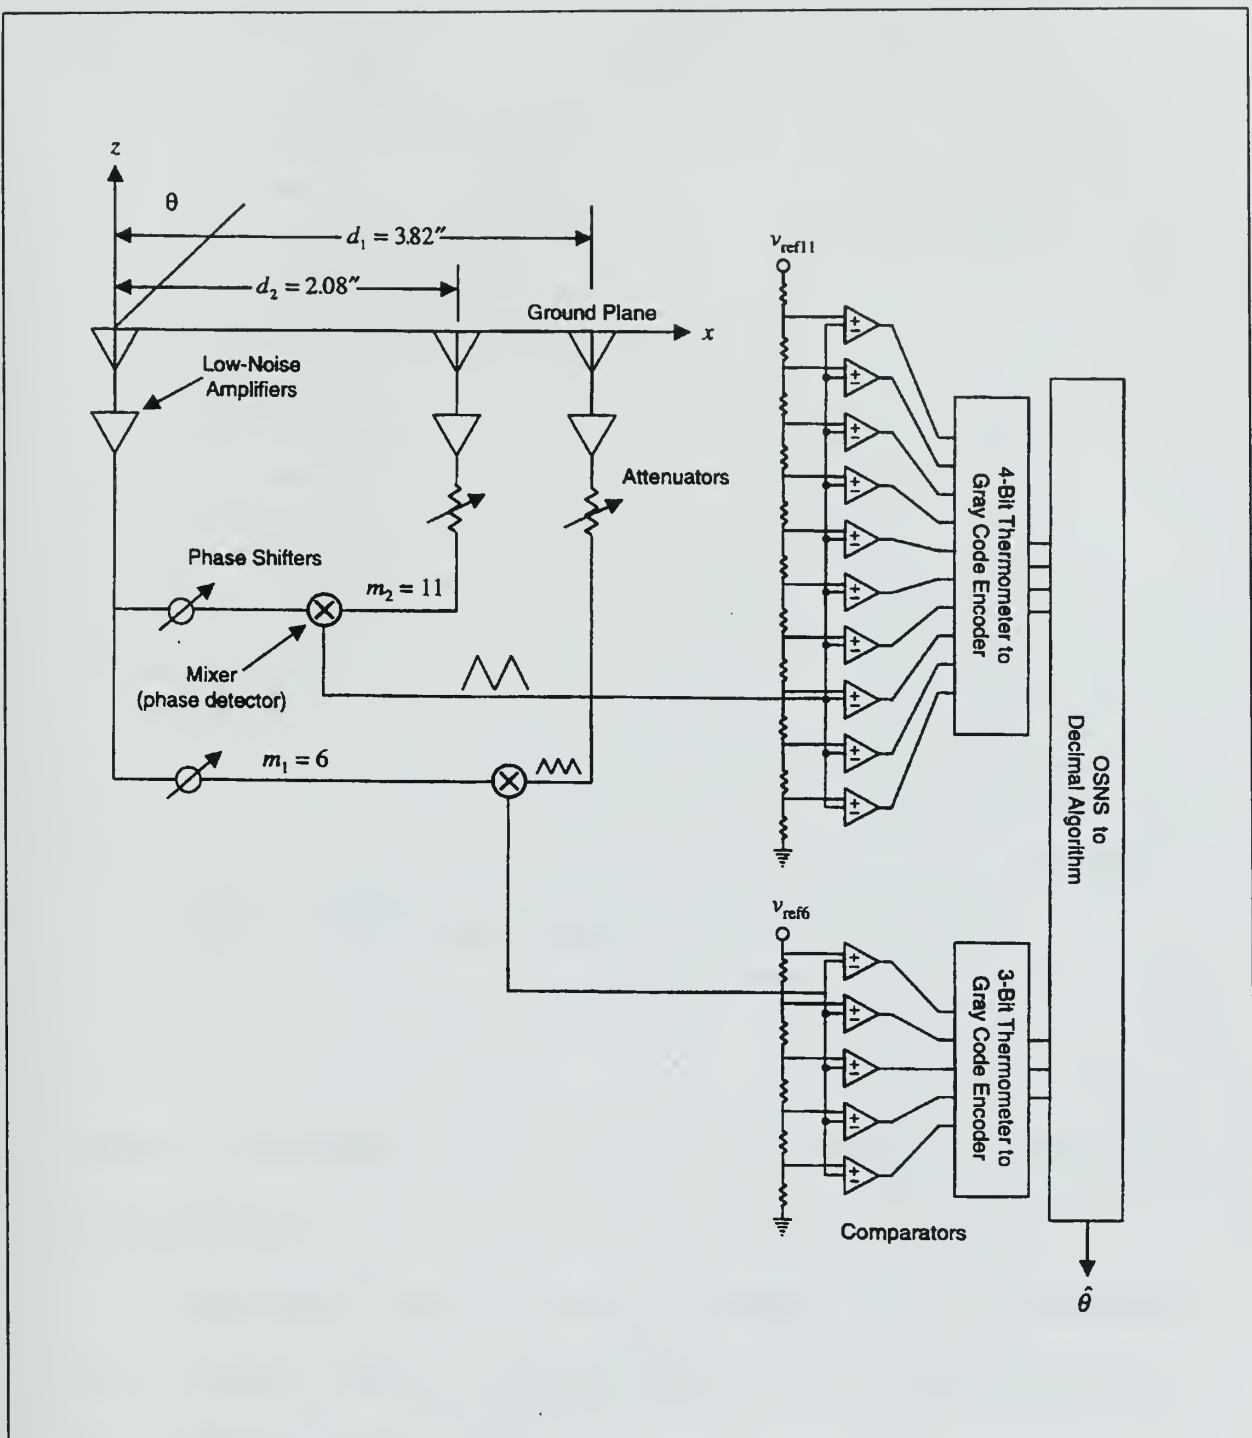 z
θ
d₁ = 3.82″
d₂ = 2.08″
Ground Plane
x
Low-Noise
Amplifiers
Attenuators
Phase Shifters
m₂ = 11
Mixer
(phase detector)
m₁ = 6
v_ref11
+
−
+
−
+
−
+
−
+
−
+
−
+
−
+
−
+
−
+
−
4-Bit Thermometer to
Gray Code Encoder
OSNS to
Decimal Algorithm
v_ref6
+
−
+
−
+
−
+
−
+
−
3-Bit Thermometer to
Gray Code Encoder
Comparators
θ̂